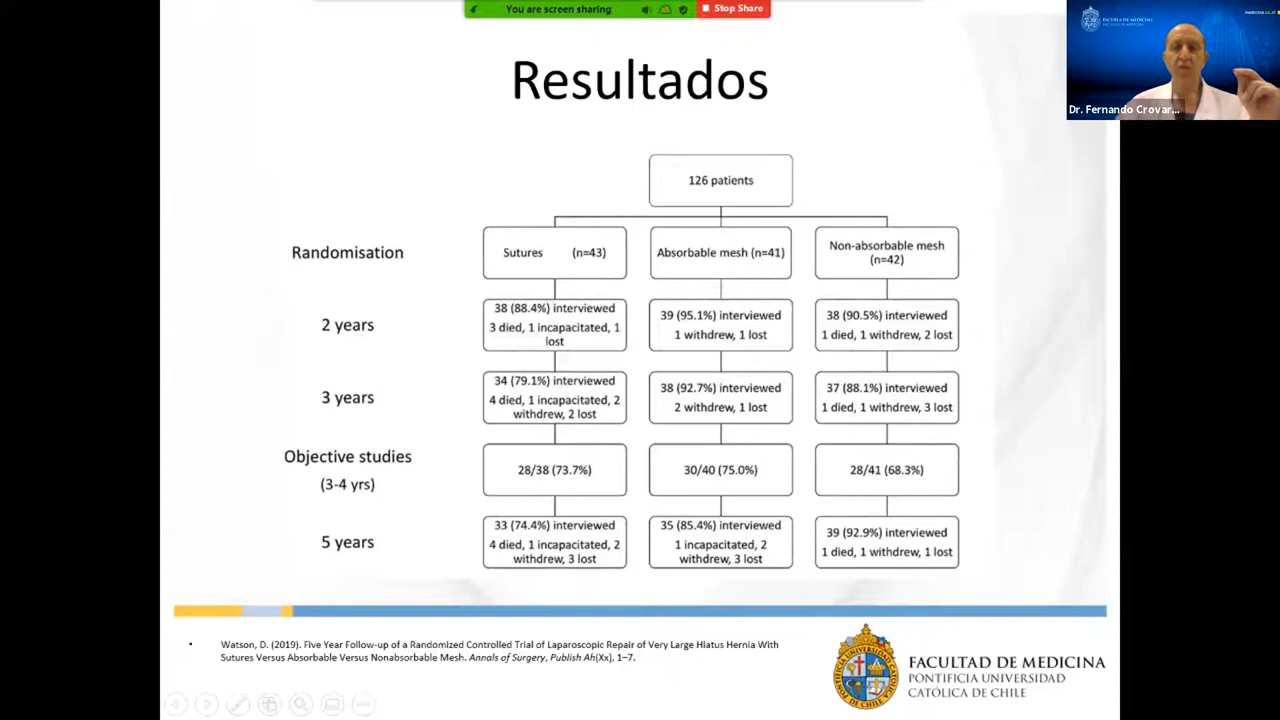 You are screen sharing
Stop Share
ESCUELA DE MEDICINA
Dr. Fernando Crovar...
Resultados
126 patients
Randomisation
Sutures (n=43)
Absorbable mesh (n=41)
Non-absorbable mesh
(n=42)
2 years
38 (88.4%) interviewed
3 died, 1 incapacitated, 1
lost
39 (95.1%) interviewed
1 withdrew, 1 lost
38 (90.5%) interviewed
1 died, 1 withdrew, 2 lost
3 years
34 (79.1%) interviewed
4 died, 1 incapacitated, 2
withdrew, 2 lost
38 (92.7%) interviewed
2 withdrew, 1 lost
37 (88.1%) interviewed
1 died, 1 withdrew, 3 lost
Objective studies
(3-4 yrs)
28/38 (73.7%)
30/40 (75.0%)
28/41 (68.3%)
5 years
33 (74.4%) interviewed
4 died, 1 incapacitated, 2
withdrew, 3 lost
35 (85.4%) interviewed
1 incapacitated, 2
withdrew, 3 lost
39 (92.9%) interviewed
1 died, 1 withdrew, 1 lost
• Watson, D. (2019). Five Year Follow-up of a Randomized Controlled Trial of Laparoscopic Repair of Very Large Hiatus Hernia With
Sutures Versus Absorbable Versus Nonabsorbable Mesh. Annals of Surgery, Publish Ah(Xx), 1–7.
FACULTAD DE MEDICINA
PONTIFICIA UNIVERSIDAD
CATÓLICA DE CHILE